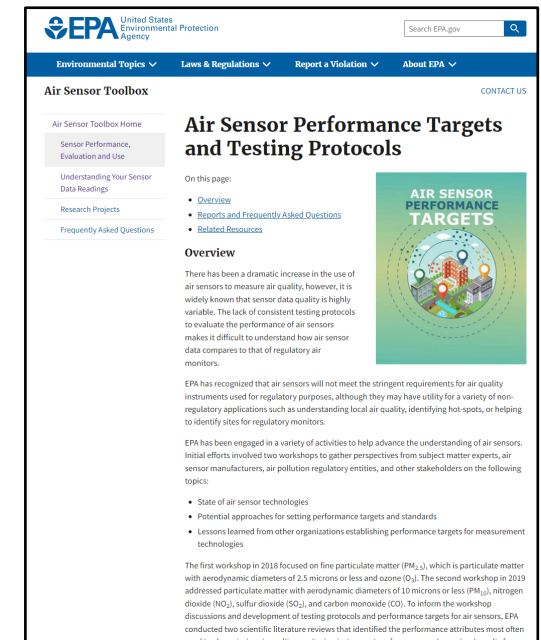 EPA United States
Environmental Protection
Agency
Search EPA.gov
Environmental Topics
Laws & Regulations
Report a Violation
About EPA
Air Sensor Toolbox
CONTACT US
Air Sensor Toolbox Home
Sensor Performance,
Evaluation and Use
Understanding Your Sensor
Data Readings
Research Projects
Frequently Asked Questions
Air Sensor Performance Targets
and Testing Protocols
On this page:
• Overview
• Reports and Frequently Asked Questions
• Related Resources
AIR SENSOR
PERFORMANCE
TARGETS
Overview
There has been a dramatic increase in the use of
air sensors to measure air quality, however, it is
widely known that sensor data quality is highly
variable. The lack of consistent testing protocols
to evaluate the performance of air sensors
makes it difficult to understand how air sensor
data compares to that of regulatory air
monitors.
EPA has recognized that air sensors will not meet the stringent requirements for air quality
instruments used for regulatory purposes, although they may have utility for a variety of non-
regulatory applications such as understanding local air quality, identifying hot-spots, or helping
to identify sites for regulatory monitors.
EPA has been engaged in a variety of activities to help advance the understanding of air sensors.
Initial efforts involved two workshops to gather perspectives from subject matter experts, air
sensor manufacturers, air pollution regulatory entities, and other stakeholders on the following
topics:
• State of air sensor technologies
• Potential approaches for setting performance targets and standards
• Lessons learned from other organizations establishing performance targets for measurement
technologies
The first workshop in 2018 focused on fine particulate matter (PM2.5), which is particulate matter
with aerodynamic diameters of 2.5 microns or less and ozone (O3). The second workshop in 2019
addressed particulate matter with aerodynamic diameters of 10 microns or less (PM10), nitrogen
dioxide (NO2), sulfur dioxide (SO2), and carbon monoxide (CO). To inform the workshop
discussions and development of testing protocols and performance targets for air sensors, EPA
conducted two scientific literature reviews that identified the performance attributes most often